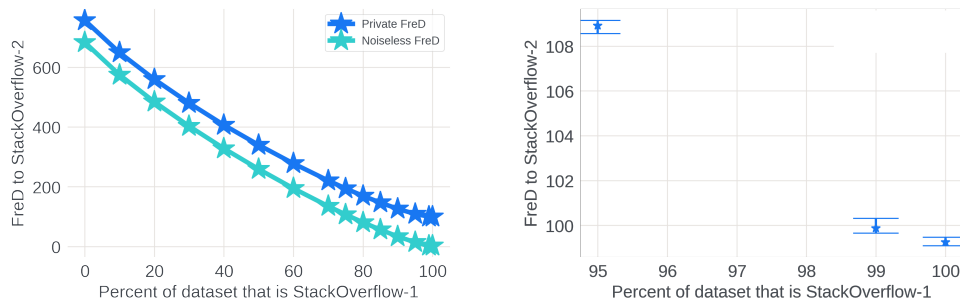 Private FreD
Noiseless FreD
FreD to StackOverflow-2
600
400
200
0
0 20 40 60 80 100
Percent of dataset that is StackOverflow-1
FreD to StackOverflow-2
108
106
104
102
100
95 96 97 98 99 100
Percent of dataset that is StackOverflow-1